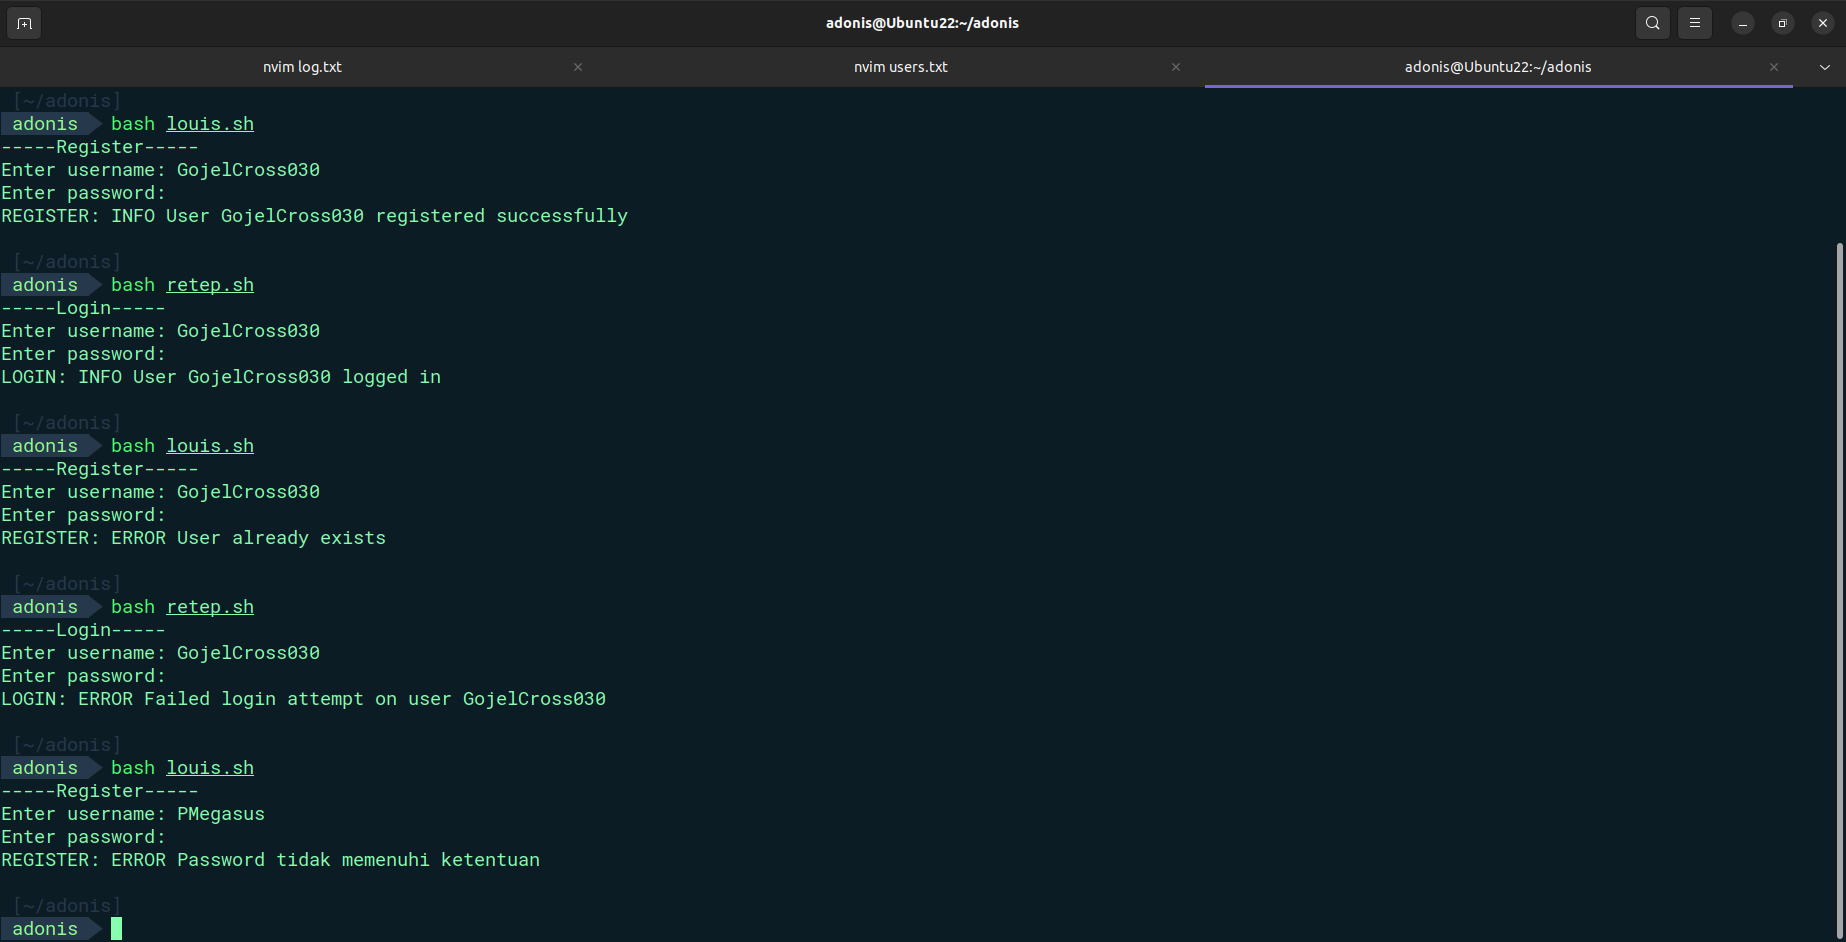 adonis@Ubuntu22:~/adonis
nvim log.txt
nvim users.txt
adonis@Ubuntu22:~/adonis
[~/adonis]
adonis bash louis.sh
-----Register-----
Enter username: GojelCross030
Enter password:
REGISTER: INFO User GojelCross030 registered successfully
[~/adonis]
adonis bash retep.sh
-----Login-----
Enter username: GojelCross030
Enter password:
LOGIN: INFO User GojelCross030 logged in
[~/adonis]
adonis bash louis.sh
-----Register-----
Enter username: GojelCross030
Enter password:
REGISTER: ERROR User already exists
[~/adonis]
adonis bash retep.sh
-----Login-----
Enter username: GojelCross030
Enter password:
LOGIN: ERROR Failed login attempt on user GojelCross030
[~/adonis]
adonis bash louis.sh
-----Register-----
Enter username: PMegasus
Enter password:
REGISTER: ERROR Password tidak memenuhi ketentuan
[~/adonis]
adonis